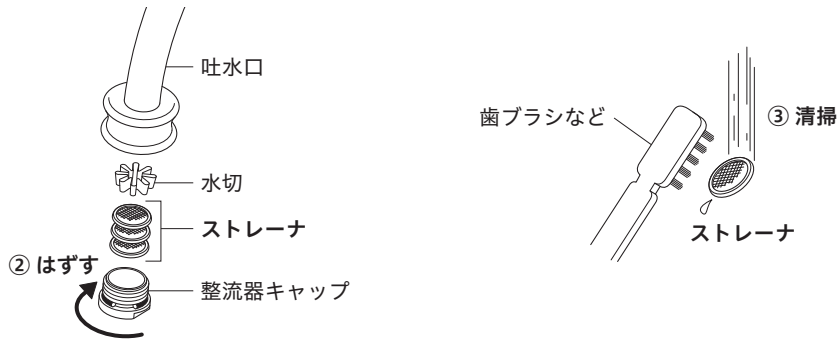 吐水口
水切
ストレーナ
② はずす
整流器キャップ
歯ブラシなど
③ 清掃
ストレーナ